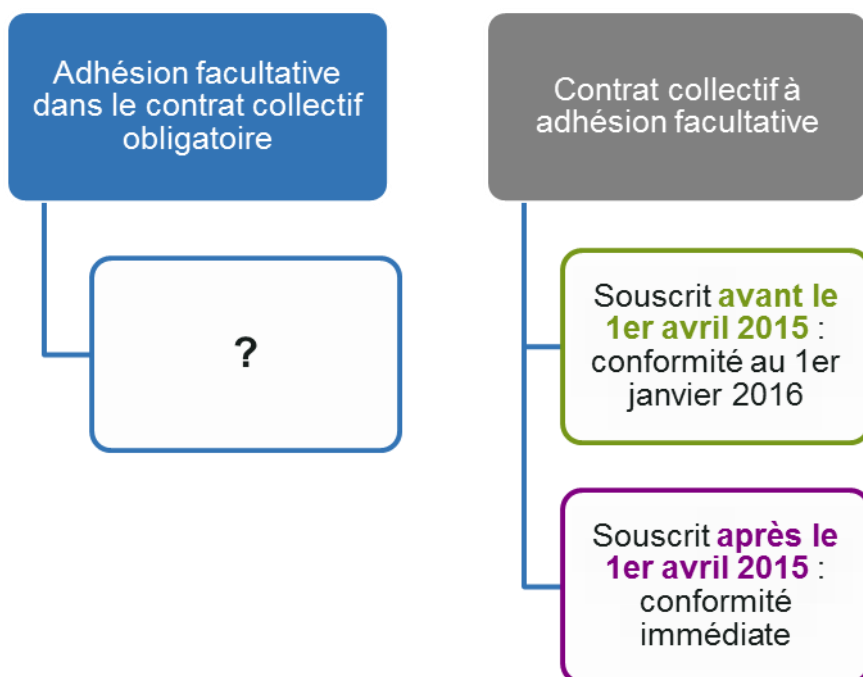 Adhésion facultative
dans le contrat collectif
obligatoire
?
Contrat collectif à
adhésion facultative
Souscrit avant le
1er avril 2015 :
conformité au 1er
janvier 2016
Souscrit après le
1er avril 2015 :
conformité
immédiate